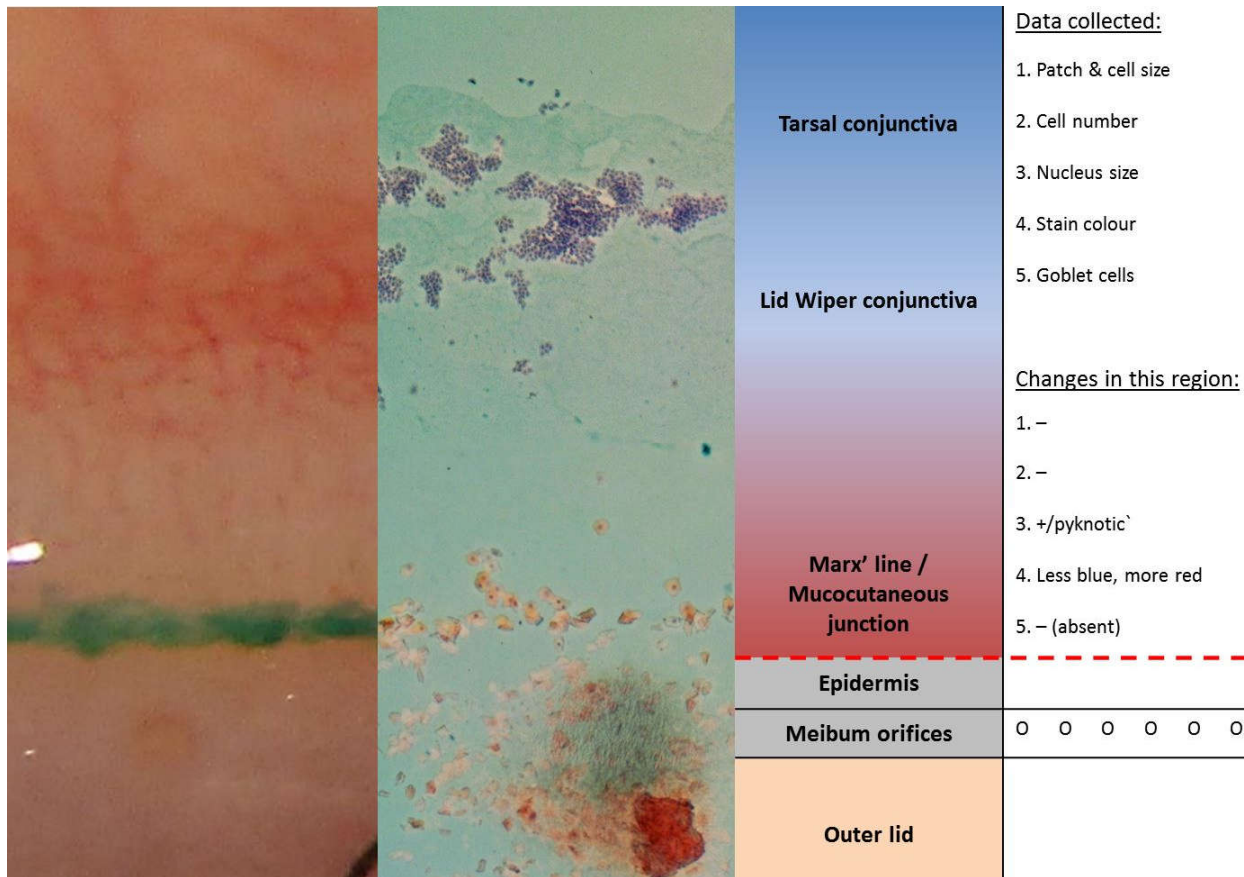 Tarsal conjunctiva
Lid Wiper conjunctiva
Marx’ line /
Mucocutaneous
junction
Epidermis
Meibum orifices
Outer lid
Data collected:
1. Patch & cell size
2. Cell number
3. Nucleus size
4. Stain colour
5. Goblet cells
Changes in this region:
1. –
2. –
3. +/pyknotic`
4. Less blue, more red
5. – (absent)
O O O O O O